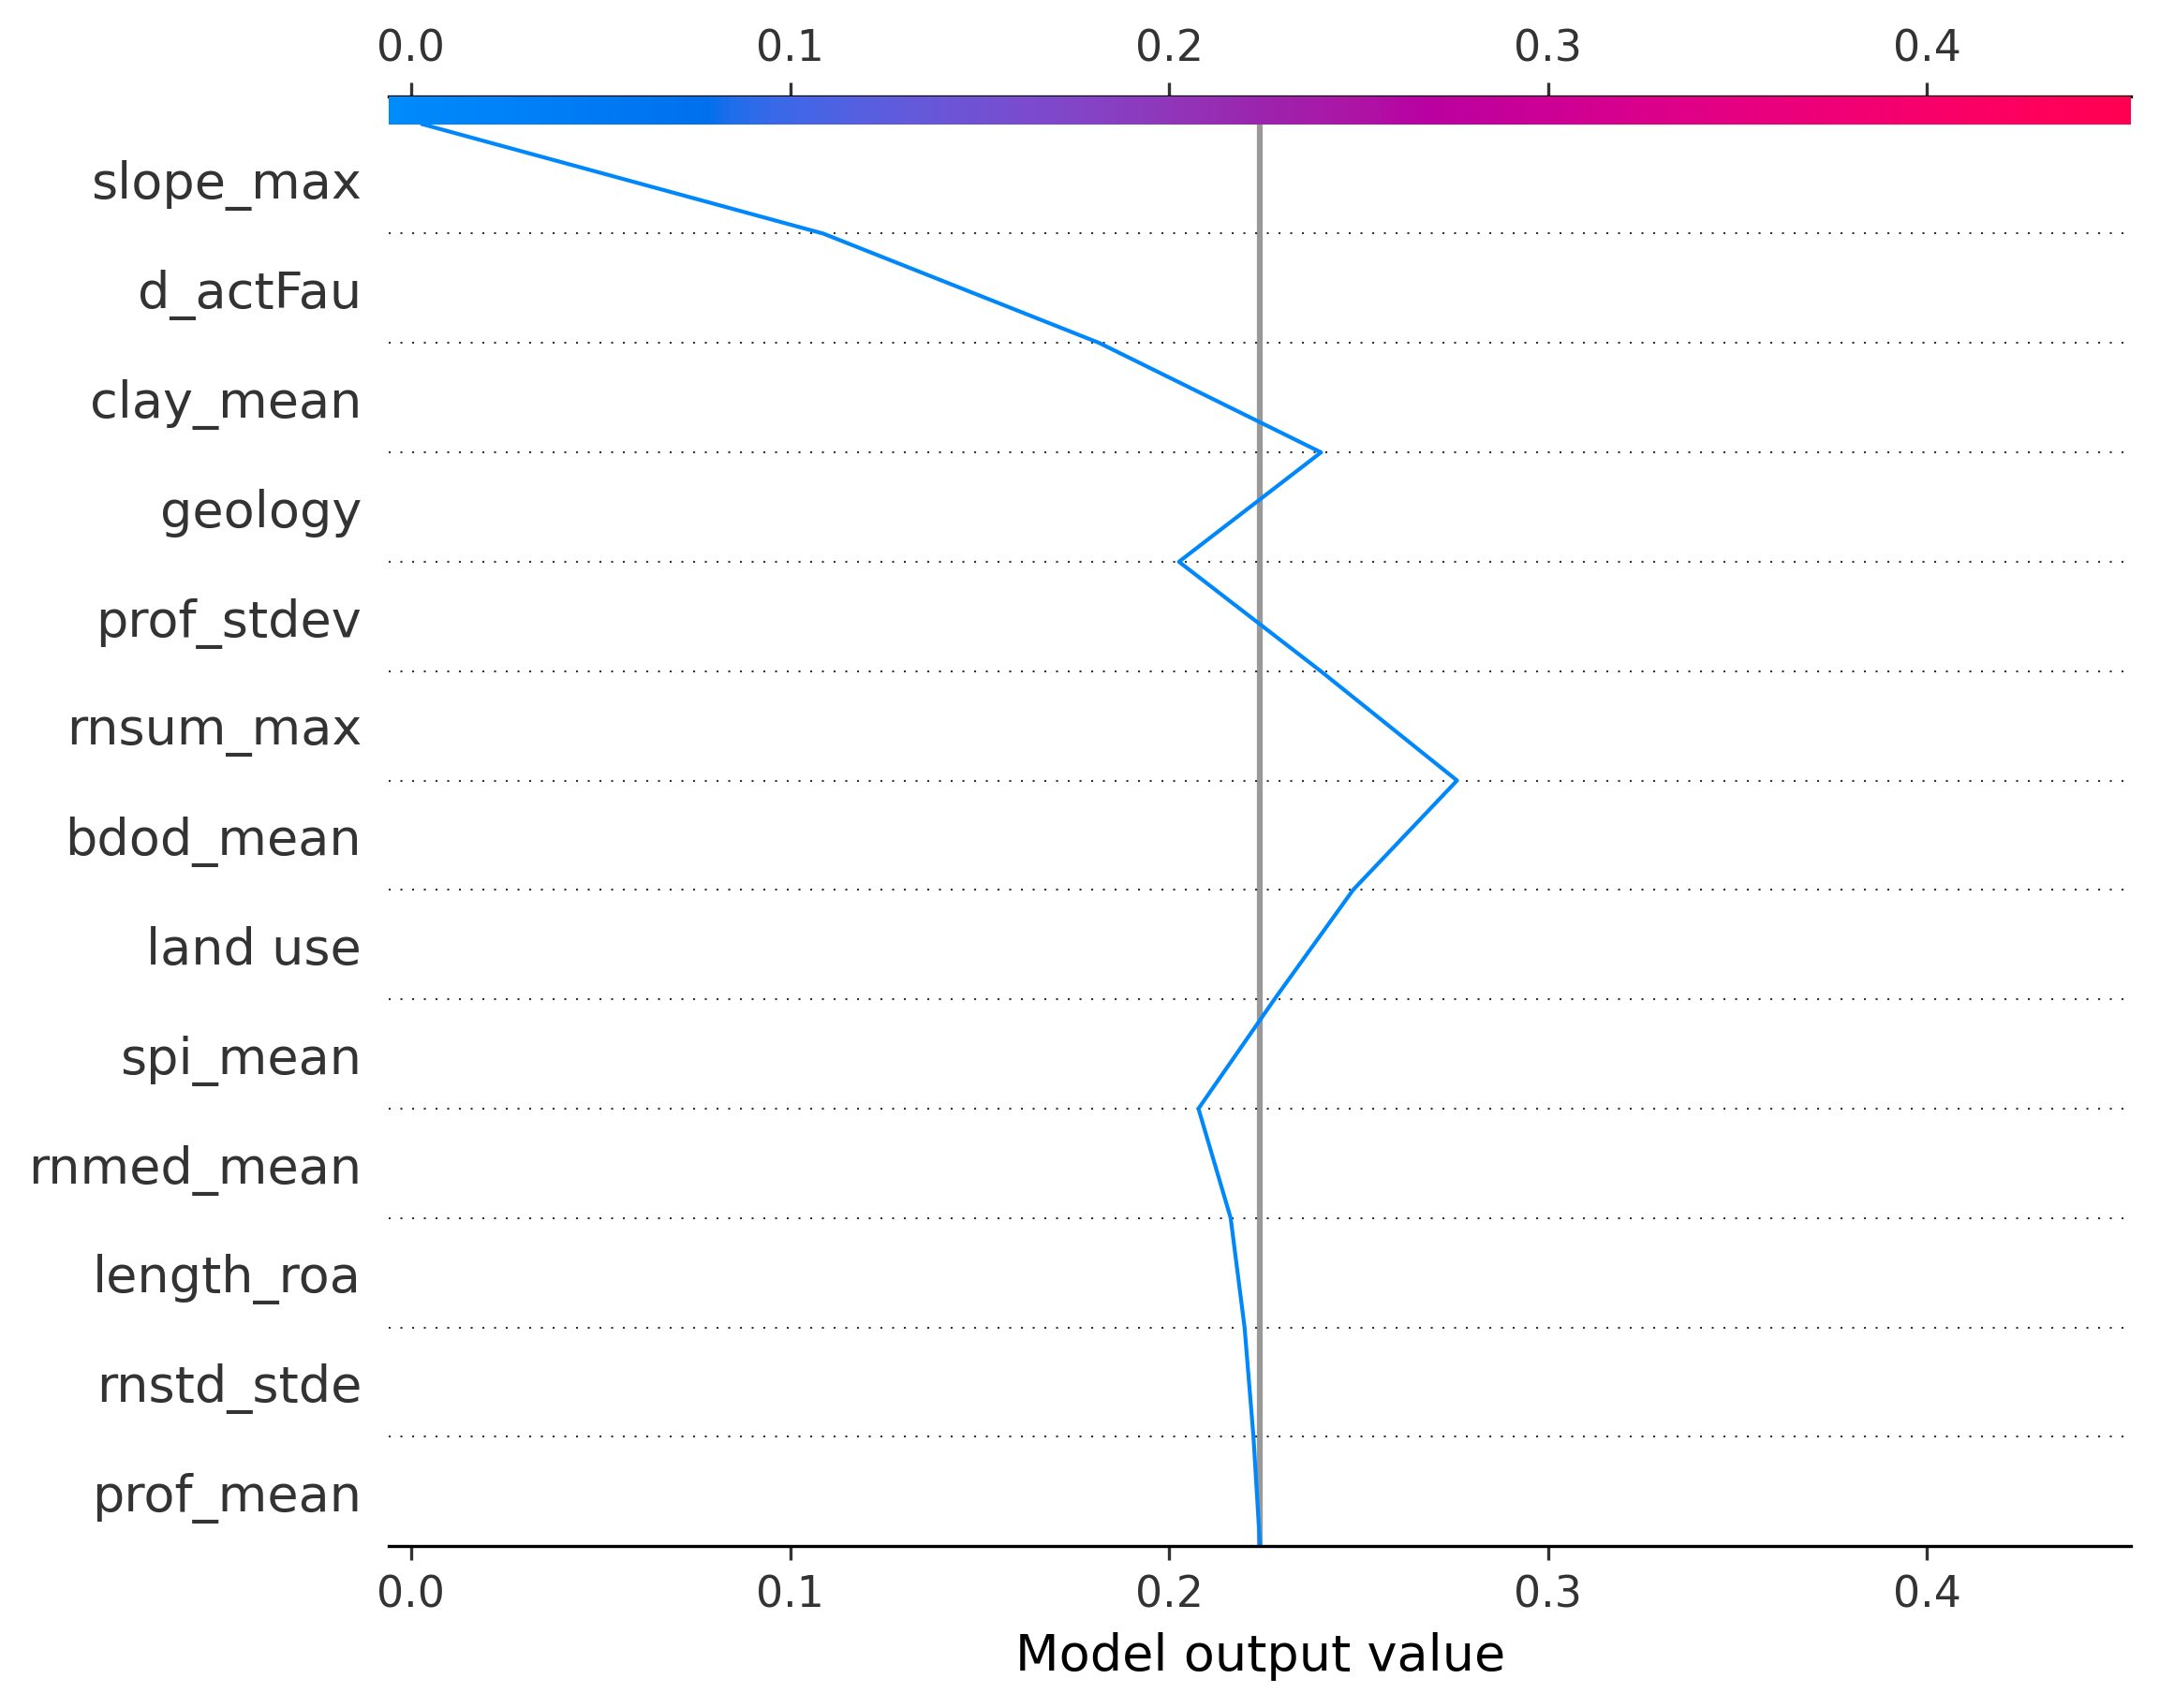 0.0 0.1 0.2 0.3 0.4
slope_max
d_actFau
clay_mean
geology
prof_stdev
rnsum_max
bdod_mean
land use
spi_mean
rnmed_mean
length_roa
rnstd_stde
prof_mean
0.0 0.1 0.2 0.3 0.4
Model output value